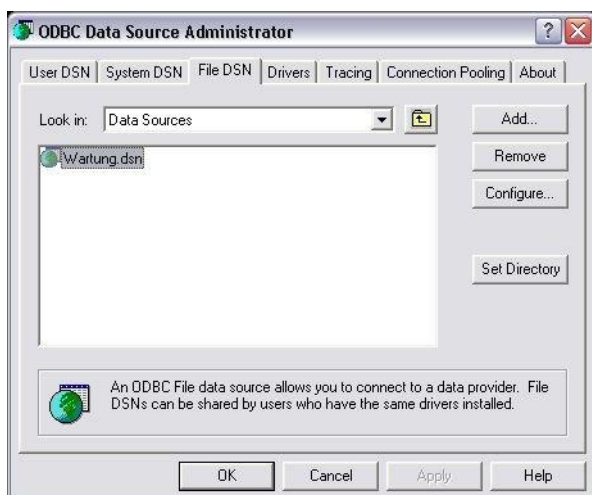 ODBC Data Source Administrator
User DSN System DSN File DSN Drivers Tracing Connection Pooling About
Look in: Data Sources
Add...
Wartung.dsn
Remove
Configure...
Set Directory
An ODBC File data source allows you to connect to a data provider. File
DSNs can be shared by users who have the same drivers installed.
OK Cancel Apply Help